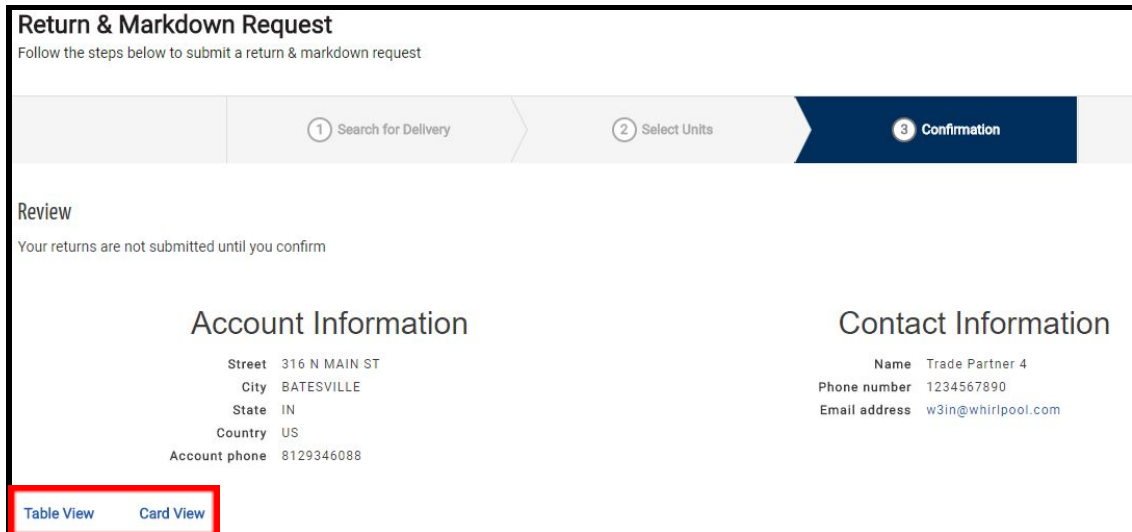 Return & Markdown Request
Follow the steps below to submit a return & markdown request
1 Search for Delivery
2 Select Units
3 Confirmation
Review
Your returns are not submitted until you confirm
Account Information
Street 316 N MAIN ST
City BATESVILLE
State IN
Country US
Account phone 8129346088
Contact Information
Name Trade Partner 4
Phone number 1234567890
Email address w3in@whirlpool.com
Table View Card View